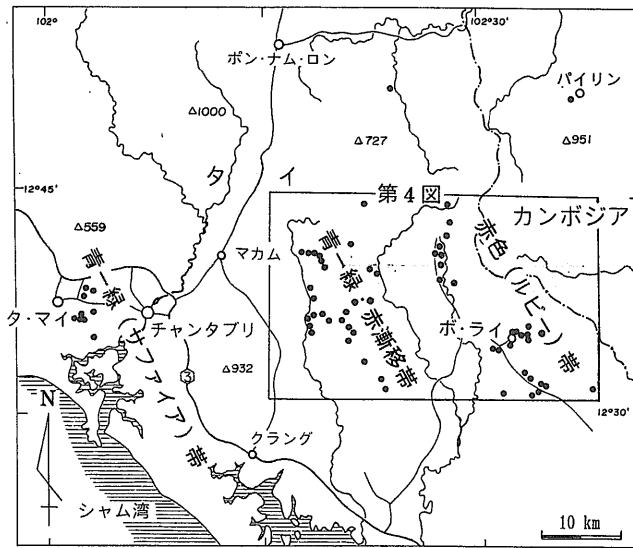 102°
102°30'
ポン・ナム・ロン
パイリン
△1000
△727
△951
12°45'
タイ
第4図
カンボジア
△559
青－緑（サファイア）帯
マカム
青－緑・赤漸移帯
赤色（ルビー）帯
タ・マイ
チャンタブリ
ボ・ライ
3
△932
12°30'
N
クラング
シャム湾
10 km